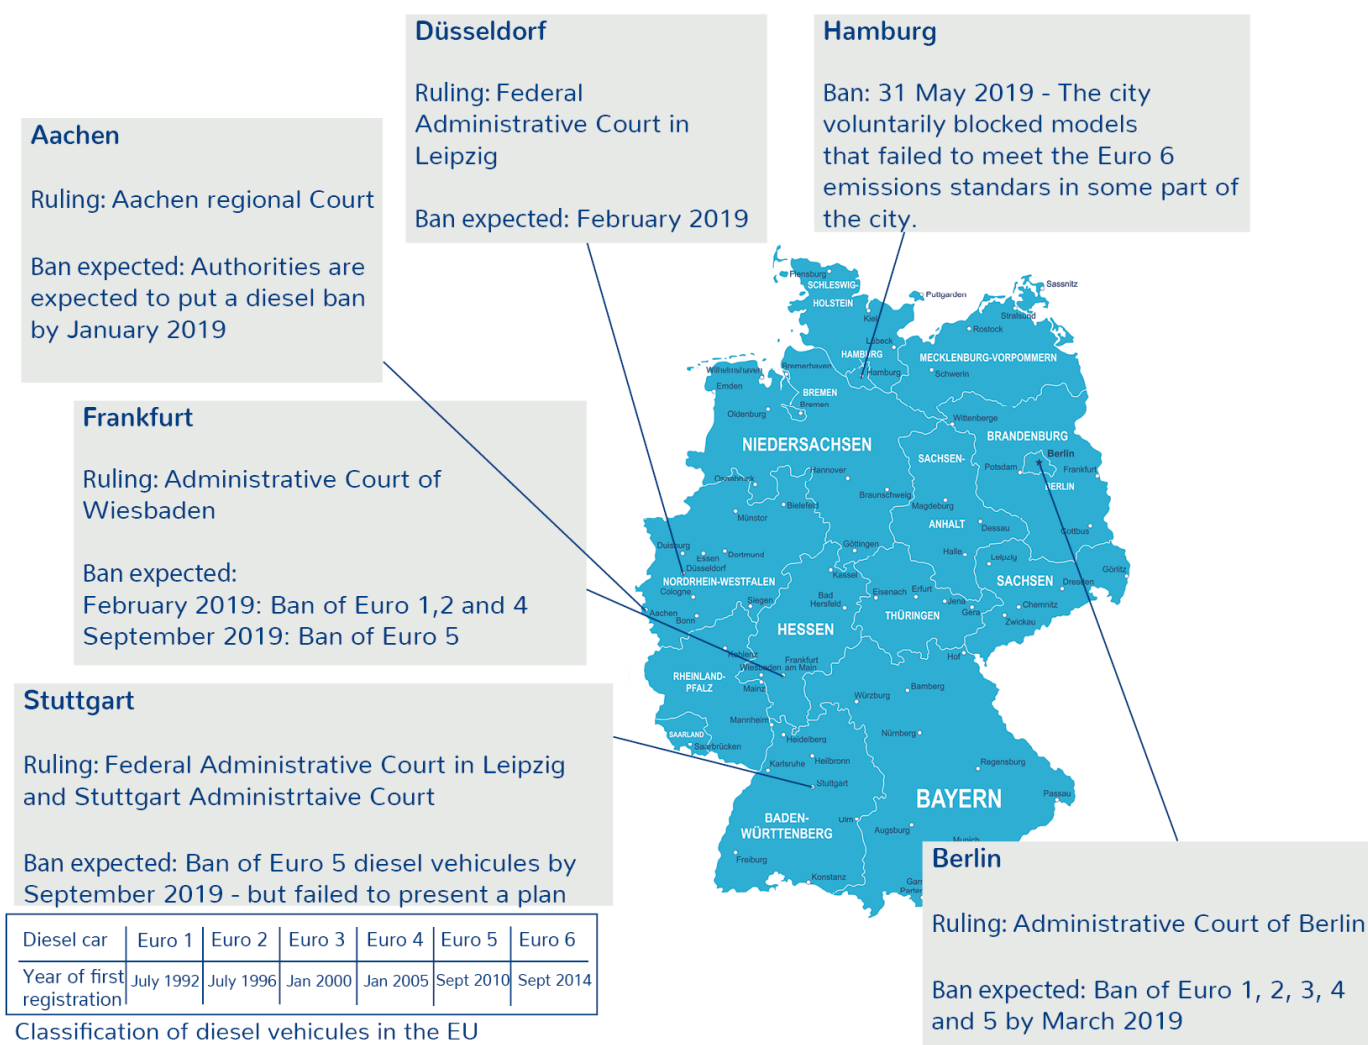 Düsseldorf
Ruling: Federal
Administrative Court in
Leipzig
Ban expected: February 2019
Hamburg
Ban: 31 May 2019 - The city
voluntarily blocked models
that failed to meet the Euro 6
emissions standars in some part of
the city.
Aachen
Ruling: Aachen regional Court
Ban expected: Authorities are
expected to put a diesel ban
by January 2019
Frankfurt
Ruling: Administrative Court of
Wiesbaden
Ban expected:
February 2019: Ban of Euro 1,2 and 4
September 2019: Ban of Euro 5
Stuttgart
Ruling: Federal Administrative Court in Leipzig
and Stuttgart Administrtaive Court
Ban expected: Ban of Euro 5 diesel vehicules by
September 2019 - but failed to present a plan
Diesel car Euro 1 Euro 2 Euro 3 Euro 4 Euro 5 Euro 6
Year of first
registration July 1992 July 1996 Jan 2000 Jan 2005 Sept 2010 Sept 2014
Classification of diesel vehicules in the EU
Berlin
Ruling: Administrative Court of Berlin
Ban expected: Ban of Euro 1, 2, 3, 4
and 5 by March 2019
Flensburg
SCHLESWIG-
HOLSTEIN
Kiel
Puttgarden
Sassnitz
Stralsund
Rostock
Lübeck
HAMBURG
Hamburg
MECKLENBURG-VORPOMMERN
Schwerin
Wilhelmshaven
Bremerhaven
Emden
BREMEN
Bremen
Oldenburg
Wittenberge
NIEDERSACHSEN
BRANDENBURG
SACHSEN-
Berlin
Potsdam
Frankfurt
BERLIN
Hannover
Osnabrück
Braunschweig
Magdeburg
Bielefeld
Münstor
ANHALT
Dessau
Cottbus
Duisburg
Essen
Dortmund
Düsseldorf
Göttingen
Halle
Leipzig
NORDRHEIN-WESTFALEN
Kassel
SACHSEN
Dresden
Görlitz
Cologne
Siegen
Bad
Hersfeld
Eisenach
Erfurt
Jena
Gera
Chemnitz
Zwickau
Aachen
Bonn
HESSEN
THÜRINGEN
Koblenz
Wiesbaden
Frankfurt
am Main
Hof
RHEINLAND-
PFALZ
Mainz
Bamberg
Würzburg
Mannheim
SAARLAND
Saarbrücken
Heidelberg
Nürnberg
Karlsruhe
Heilbronn
Regensburg
Stuttgart
BAYERN
Passau
BADEN-
WÜRTTENBERG
Ulm
Augsburg
Munich
Freiburg
Konstanz